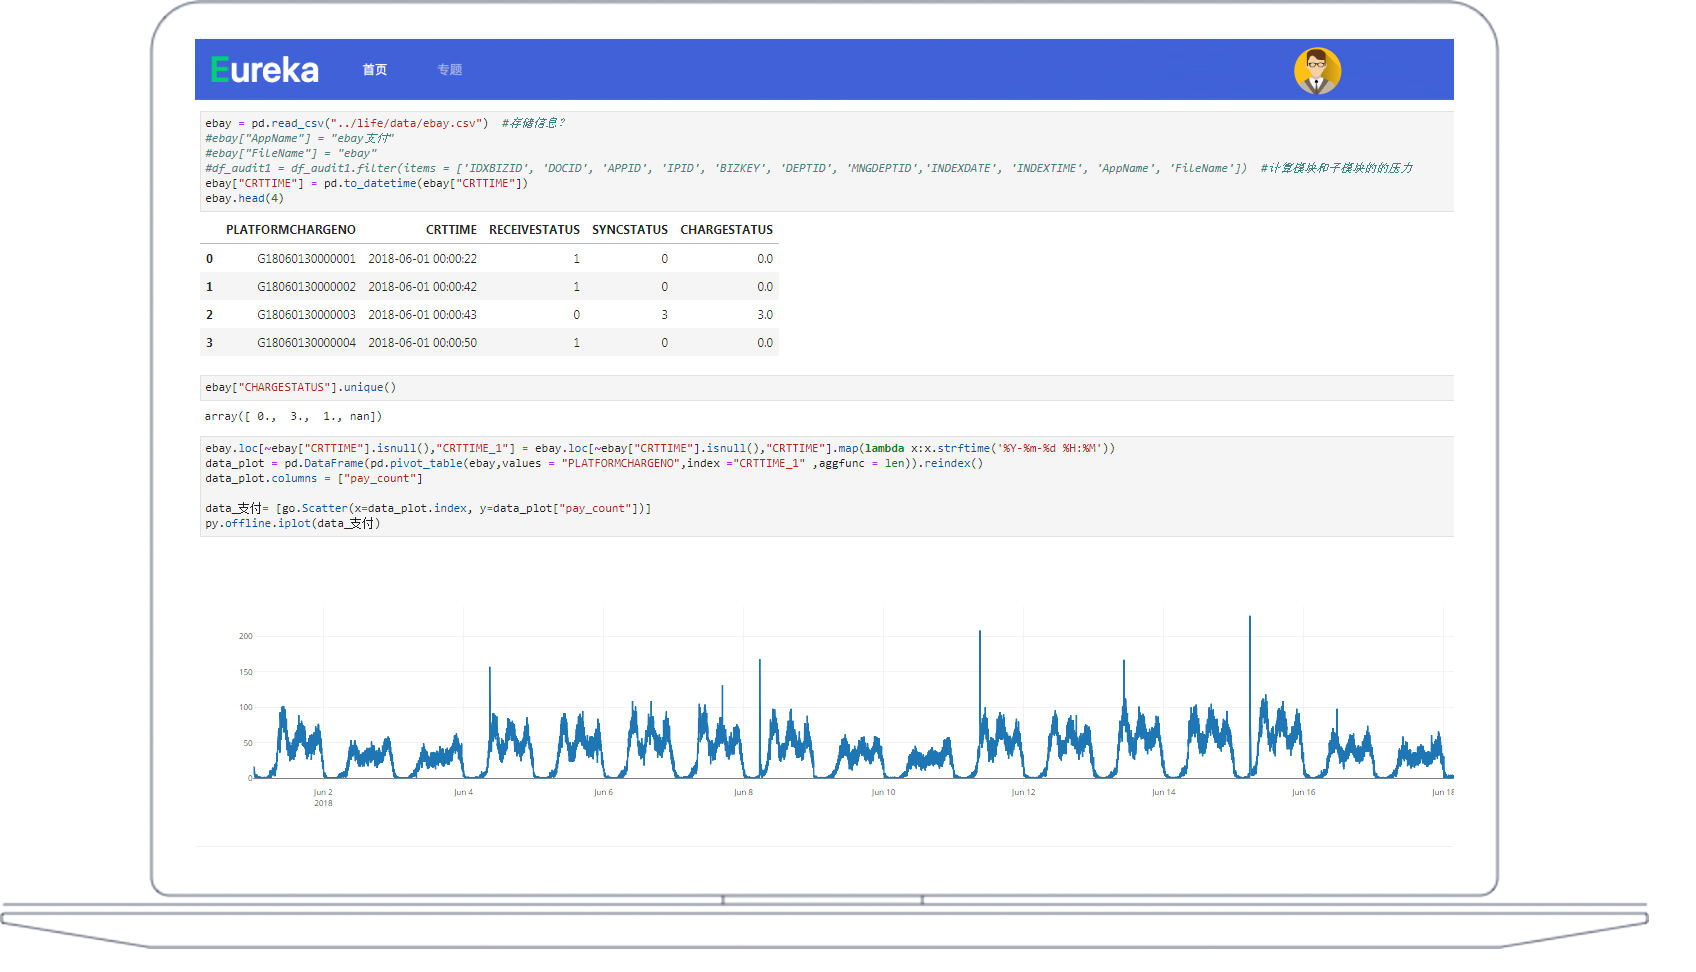 Eureka 首页 专题
ebay = pd.read_csv("../life/data/ebay.csv")  #存储信息？
#ebay["AppName"] = "ebay支付"
#ebay["FileName"] = "ebay"
#df_audit1 = df_audit1.filter(items = ['IDXBIZID', 'DOCID', 'APPID', 'IPID', 'BIZKEY', 'DEPTID', 'MNGDEPTID','INDEXDATE', 'INDEXTIME', 'AppName', 'FileName'])  #计算模块和子模块的的压力
ebay["CRTTIME"] = pd.to_datetime(ebay["CRTTIME"])
ebay.head(4)
PLATFORMCHARGENO CRTTIME RECEIVESTATUS SYNCSTATUS CHARGESTATUS
0 G18060130000001 2018-06-01 00:00:22 1 0 0.0
1 G18060130000002 2018-06-01 00:00:42 1 0 0.0
2 G18060130000003 2018-06-01 00:00:43 0 3 3.0
3 G18060130000004 2018-06-01 00:00:50 1 0 0.0
ebay["CHARGESTATUS"].unique()
array([ 0.,  3.,  1., nan])
ebay.loc[~ebay["CRTTIME"].isnull(),"CRTTIME_1"] = ebay.loc[~ebay["CRTTIME"].isnull(),"CRTTIME"].map(lambda x:x.strftime('%Y-%m-%d %H:%M'))
data_plot = pd.DataFrame(pd.pivot_table(ebay,values = "PLATFORMCHARGENO",index ="CRTTIME_1" ,aggfunc = len)).reindex()
data_plot.columns = ["pay_count"]
data_支付= [go.Scatter(x=data_plot.index, y=data_plot["pay_count"])]
py.offline.iplot(data_支付)
200
150
100
50
0
Jun 2 Jun 4 Jun 6 Jun 8 Jun 10 Jun 12 Jun 14 Jun 16 Jun 18
2018